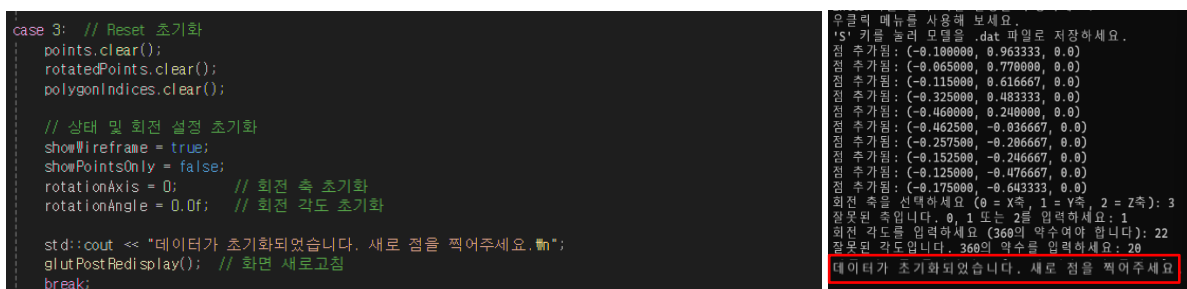 case 3:  // Reset 초기화
points.clear();
rotatedPoints.clear();
polygonIndices.clear();
// 상태 및 회전 설정 초기화
showWireframe = true;
showPointsOnly = false;
rotationAxis = 0;       // 회전 축 초기화
rotationAngle = 0.0f;   // 회전 각도 초기화
std::cout << "데이터가 초기화되었습니다. 새로 점을 찍어주세요.₩n";
glutPostRedisplay();  // 화면 새로고침
break;
우클릭 메뉴를 사용해 보세요.
'S' 키를 눌러 모델을 .dat 파일로 저장하세요.
점 추가됨: (-0.100000, 0.963333, 0.0)
점 추가됨: (-0.065000, 0.770000, 0.0)
점 추가됨: (-0.115000, 0.616667, 0.0)
점 추가됨: (-0.325000, 0.483333, 0.0)
점 추가됨: (-0.460000, 0.240000, 0.0)
점 추가됨: (-0.462500, -0.036667, 0.0)
점 추가됨: (-0.257500, -0.206667, 0.0)
점 추가됨: (-0.152500, -0.246667, 0.0)
점 추가됨: (-0.125000, -0.476667, 0.0)
점 추가됨: (-0.175000, -0.643333, 0.0)
회전 축을 선택하세요 (0 = X축, 1 = Y축, 2 = Z축): 3
잘못된 축입니다. 0, 1 또는 2를 입력하세요: 1
회전 각도를 입력하세요 (360의 약수여야 합니다): 22
잘못된 각도입니다. 360의 약수를 입력하세요: 20
데이터가 초기화되었습니다. 새로 점을 찍어주세요